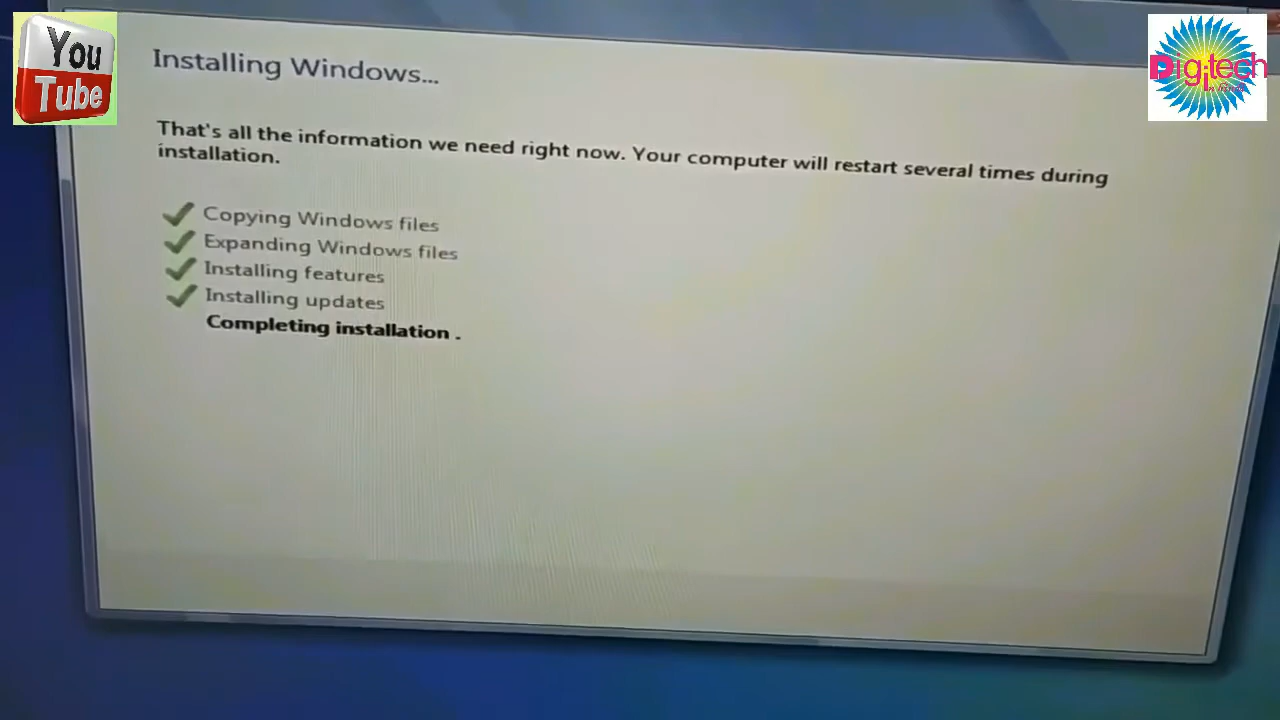 You
Tube
Digitech
Installing Windows...
That's all the information we need right now. Your computer will restart several times during
installation.
Copying Windows files
Expanding Windows files
Installing features
Installing updates
Completing installation .